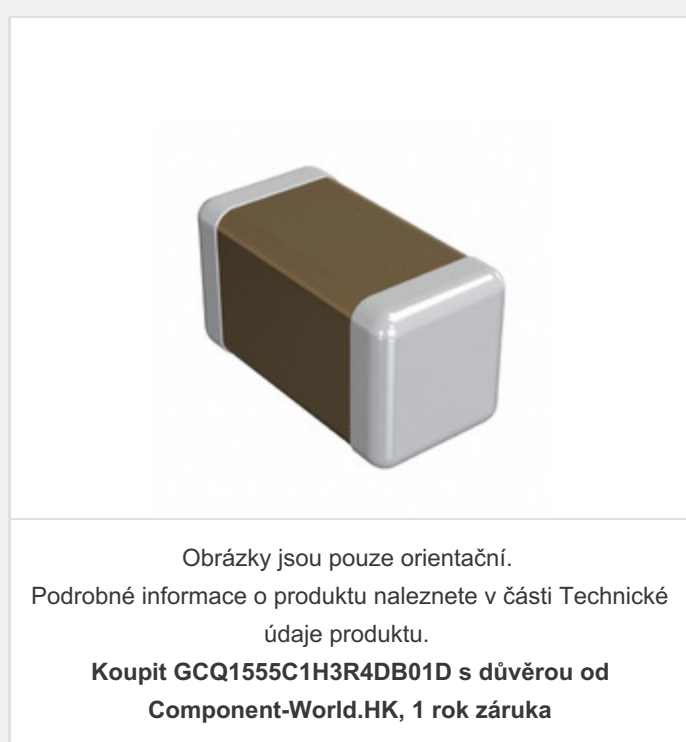 Obrázky jsou pouze orientační.
Podrobné informace o produktu naleznete v části Technické
údaje produktu.
Koupit GCQ1555C1H3R4DB01D s důvěrou od
Component-World.HK, 1 rok záruka